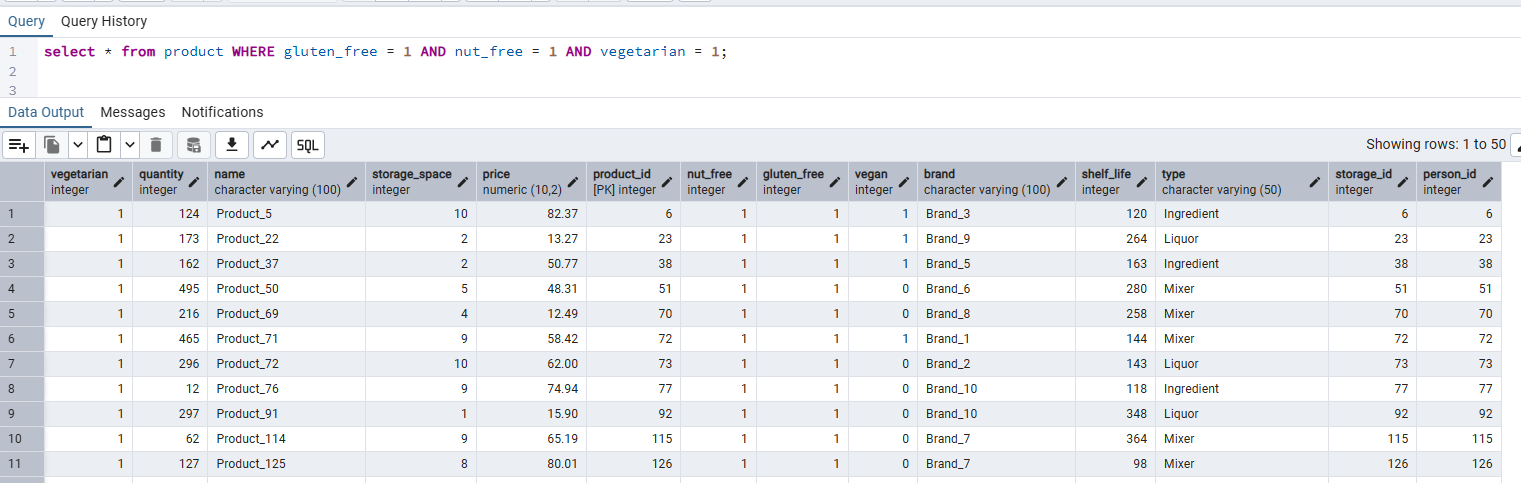 Query Query History
1 select * from product WHERE gluten_free = 1 AND nut_free = 1 AND vegetarian = 1;
2
3
Data Output Messages Notifications
SQL Showing rows: 1 to 50
vegetarian quantity name storage_space price product_id nut_free gluten_free vegan brand shelf_life type storage_id person_id
integer integer character varying (100) integer numeric (10,2) [PK] integer integer integer integer character varying (100) integer character varying (50) integer integer
1 1 124 Product_5 10 82.37 6 1 1 1 Brand_3 120 Ingredient 6 6
2 1 173 Product_22 2 13.27 23 1 1 1 Brand_9 264 Liquor 23 23
3 1 162 Product_37 2 50.77 38 1 1 1 Brand_5 163 Ingredient 38 38
4 1 495 Product_50 5 48.31 51 1 1 0 Brand_6 280 Mixer 51 51
5 1 216 Product_69 4 12.49 70 1 1 0 Brand_8 258 Mixer 70 70
6 1 465 Product_71 9 58.42 72 1 1 1 Brand_1 144 Mixer 72 72
7 1 296 Product_72 10 62.00 73 1 1 0 Brand_2 143 Liquor 73 73
8 1 12 Product_76 9 74.94 77 1 1 0 Brand_10 118 Ingredient 77 77
9 1 297 Product_91 1 15.90 92 1 1 0 Brand_10 348 Liquor 92 92
10 1 62 Product_114 9 65.19 115 1 1 0 Brand_7 364 Mixer 115 115
11 1 127 Product_125 8 80.01 126 1 1 0 Brand_7 98 Mixer 126 126